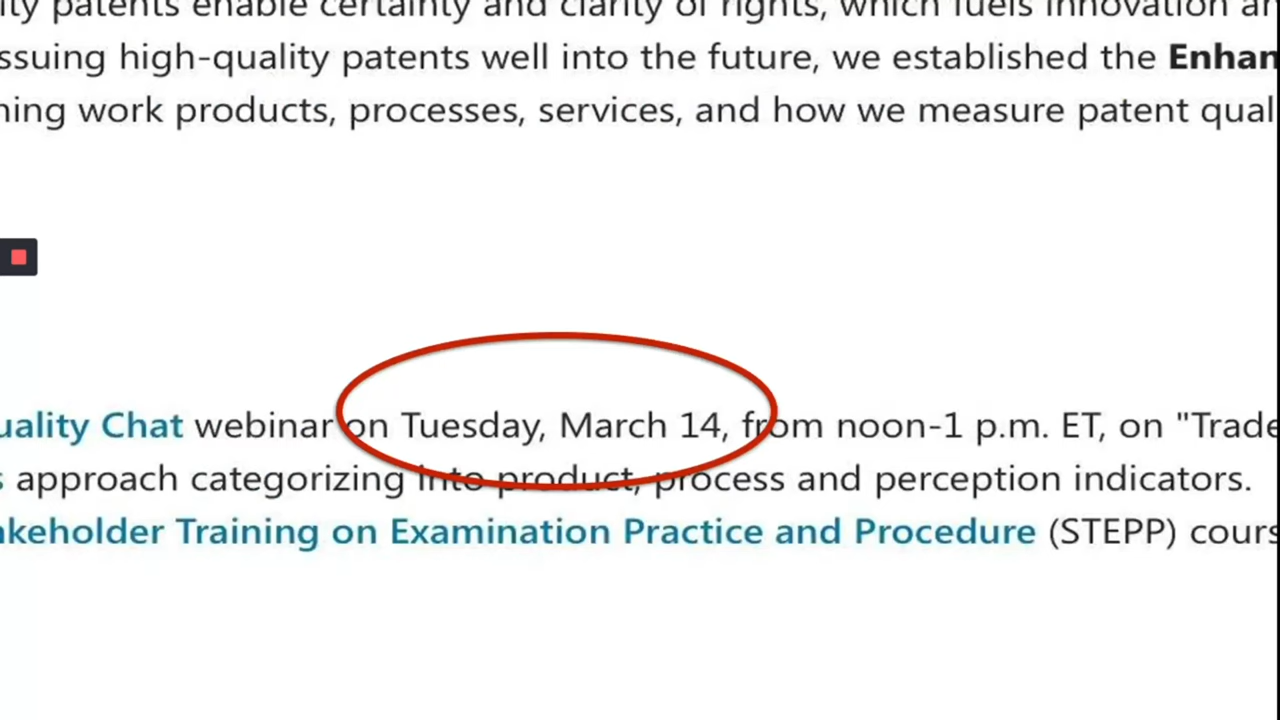 ity patents enable certainty and clarity of rights, which fuels innovation an
ssuing high-quality patents well into the future, we established the Enhan
ning work products, processes, services, and how we measure patent qual
uality Chat webinar on Tuesday, March 14, from noon-1 p.m. ET, on "Trade
s approach categorizing into product, process and perception indicators.
akeholder Training on Examination Practice and Procedure (STEPP) cours